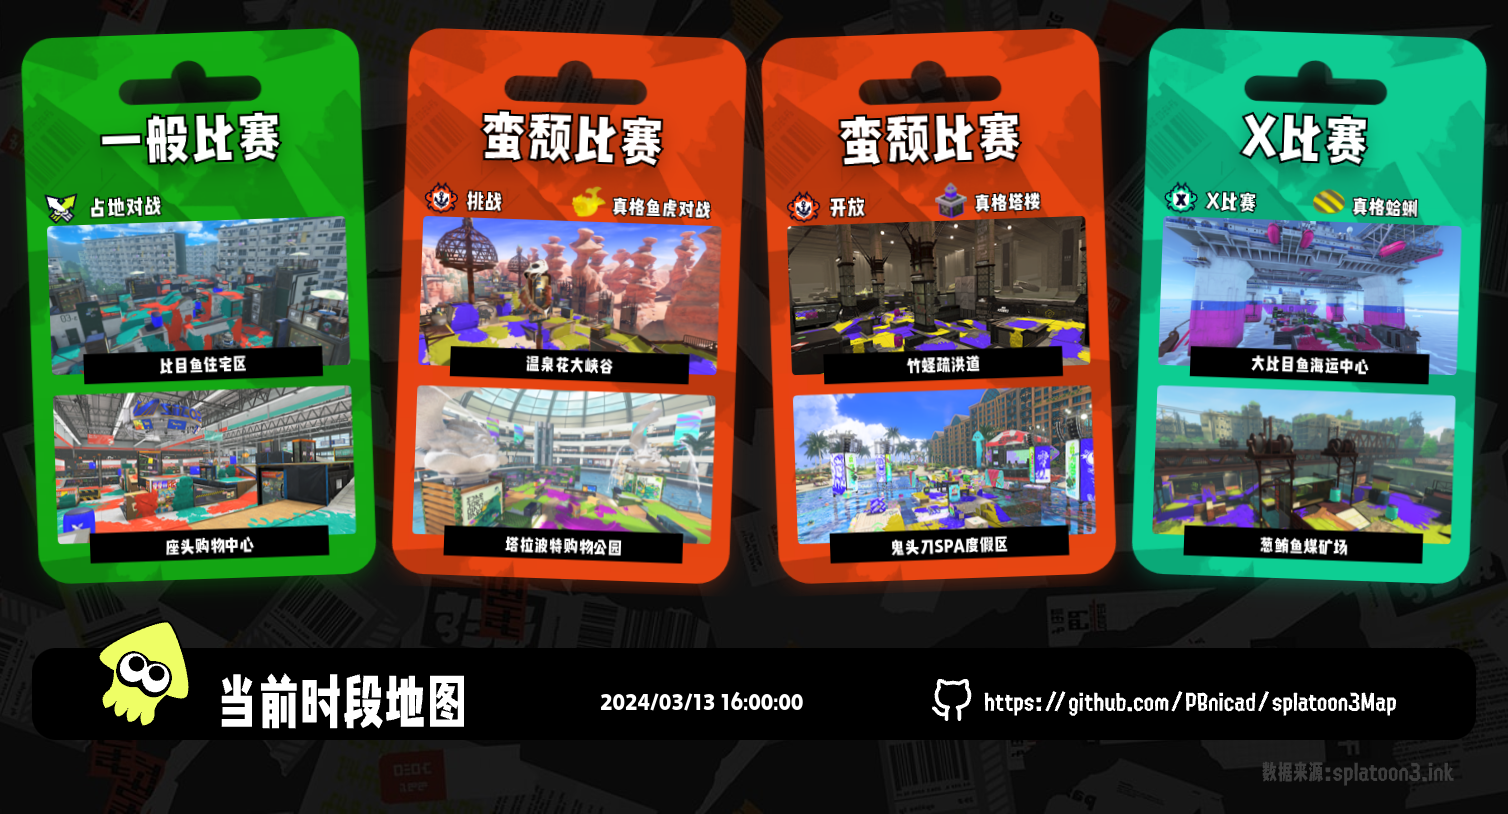 一般比赛
占地对战
比目鱼住宅区
座头购物中心
蛮颓比赛
挑战
真格鱼虎对战
温泉花大峡谷
塔拉波特购物公园
蛮颓比赛
开放
真格塔楼
竹蛏疏洪道
鬼头刀SPA度假区
X比赛
X比赛
真格蛤蜊
大比目鱼海运中心
葱鲔鱼煤矿场
当前时段地图
2024/03/13 16:00:00
https://github.com/PBnicad/splatoon3Map
数据来源:splatoon3.ink